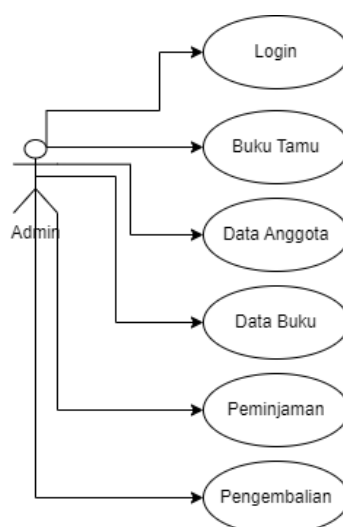 Login
Buku Tamu
Admin
Data Anggota
Data Buku
Peminjaman
Pengembalian